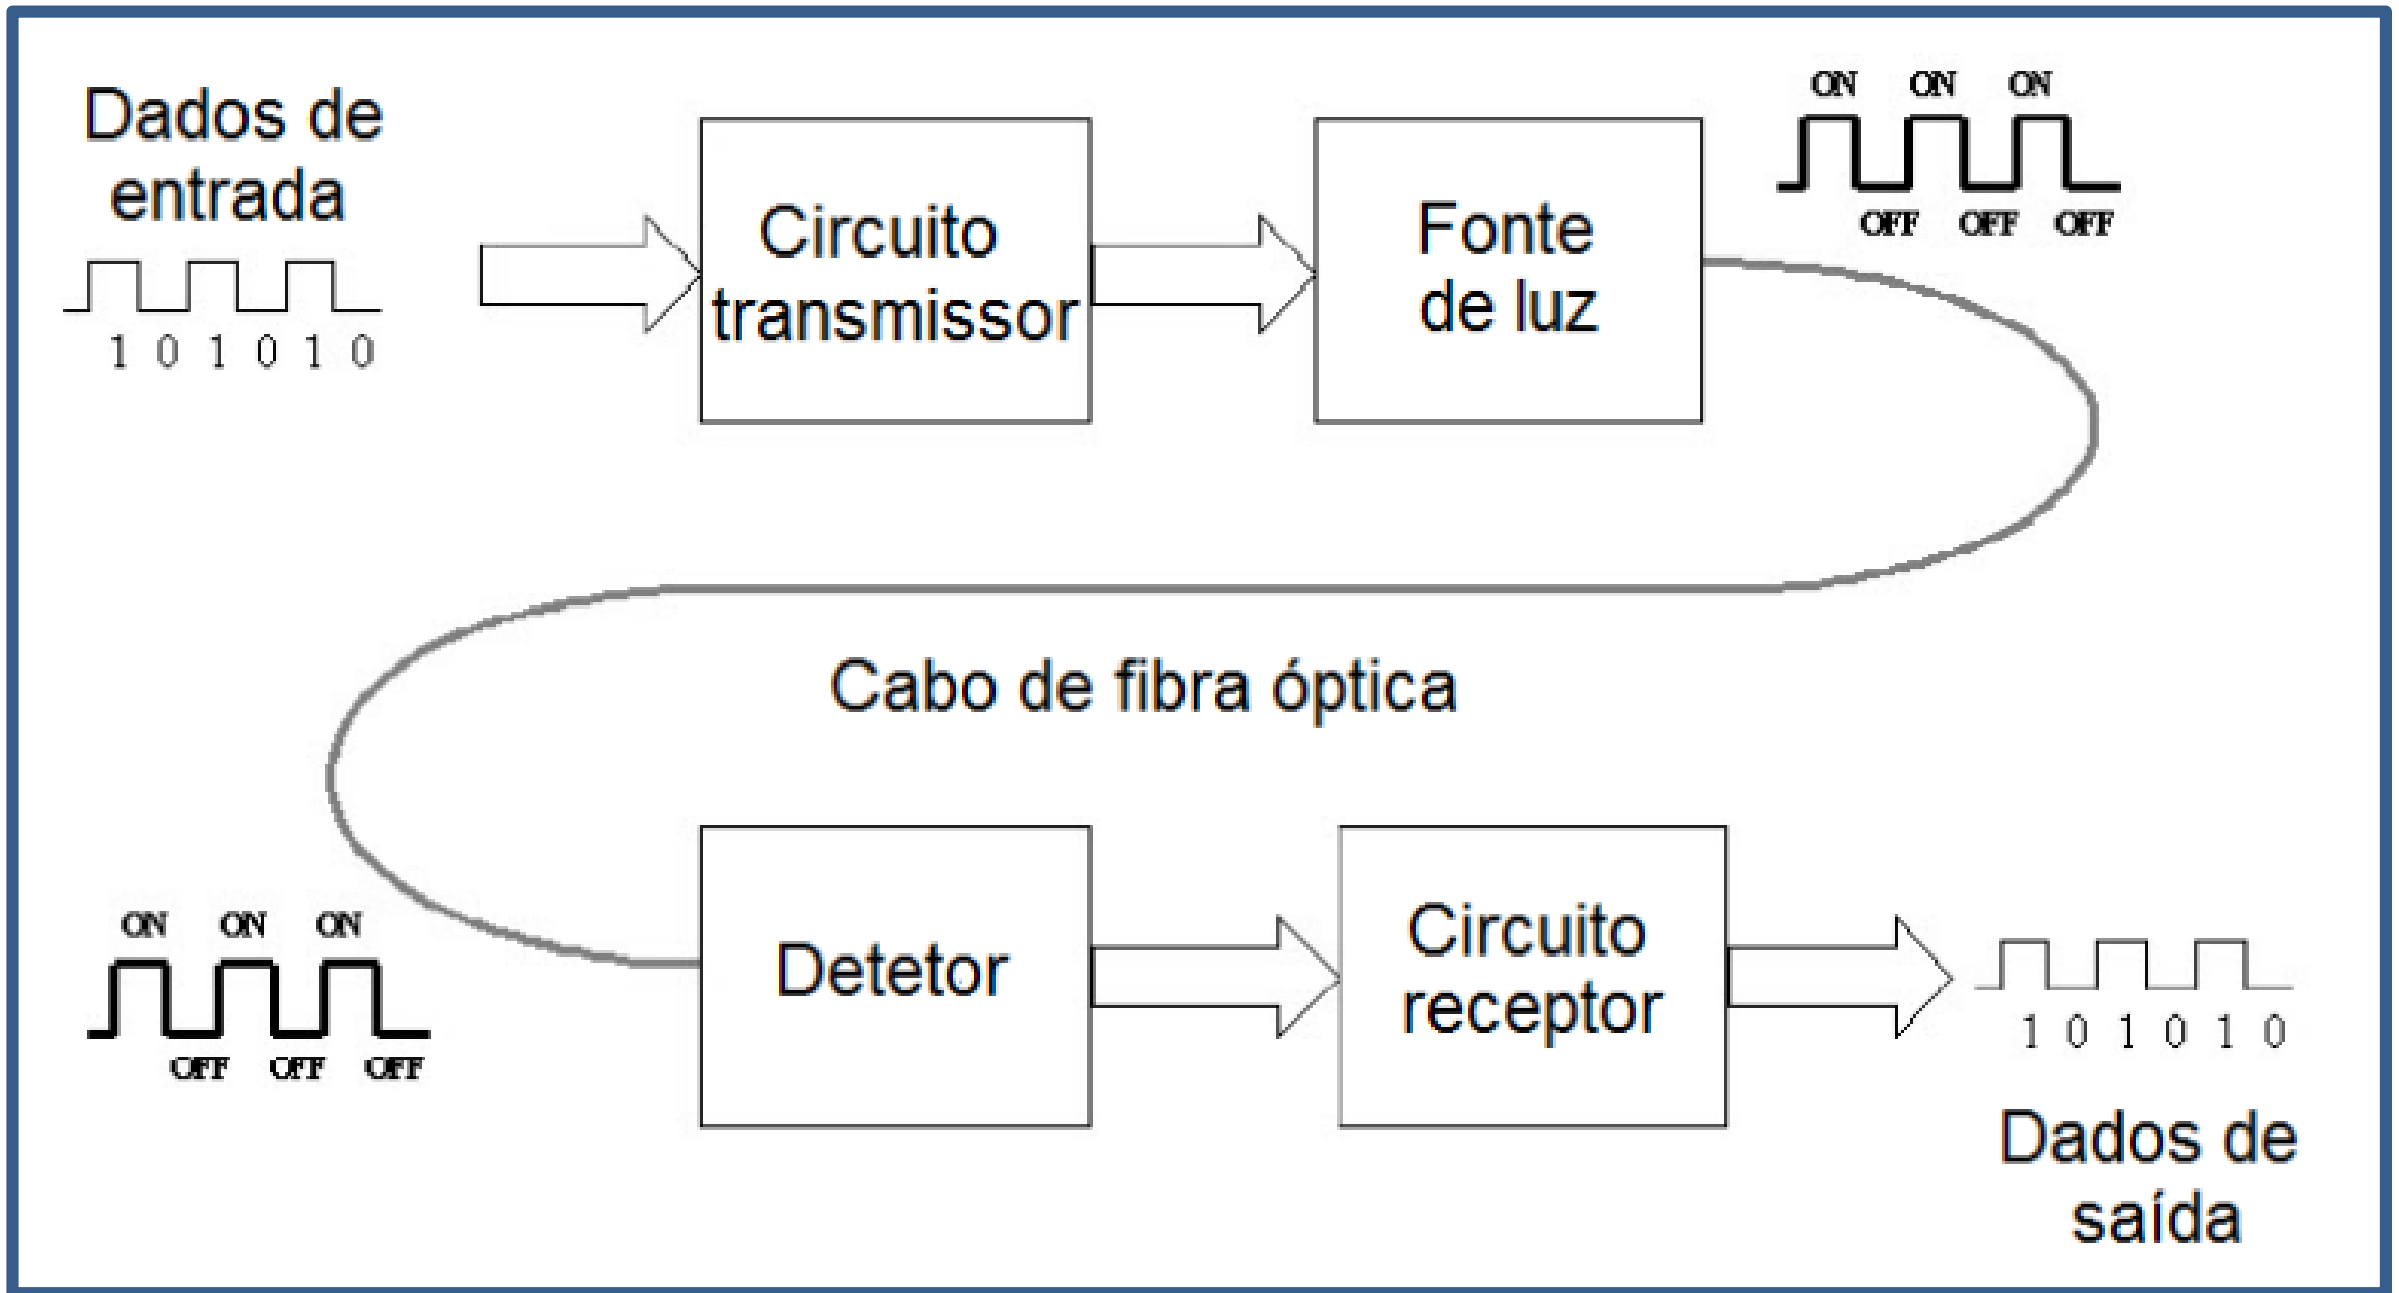 Dados de
entrada
1 0 1 0 1 0
Circuito
transmissor
Fonte
de luz
ON ON ON
OFF OFF OFF
Cabo de fibra óptica
ON ON ON
OFF OFF OFF
Detetor
Circuito
receptor
1 0 1 0 1 0
Dados de
saída